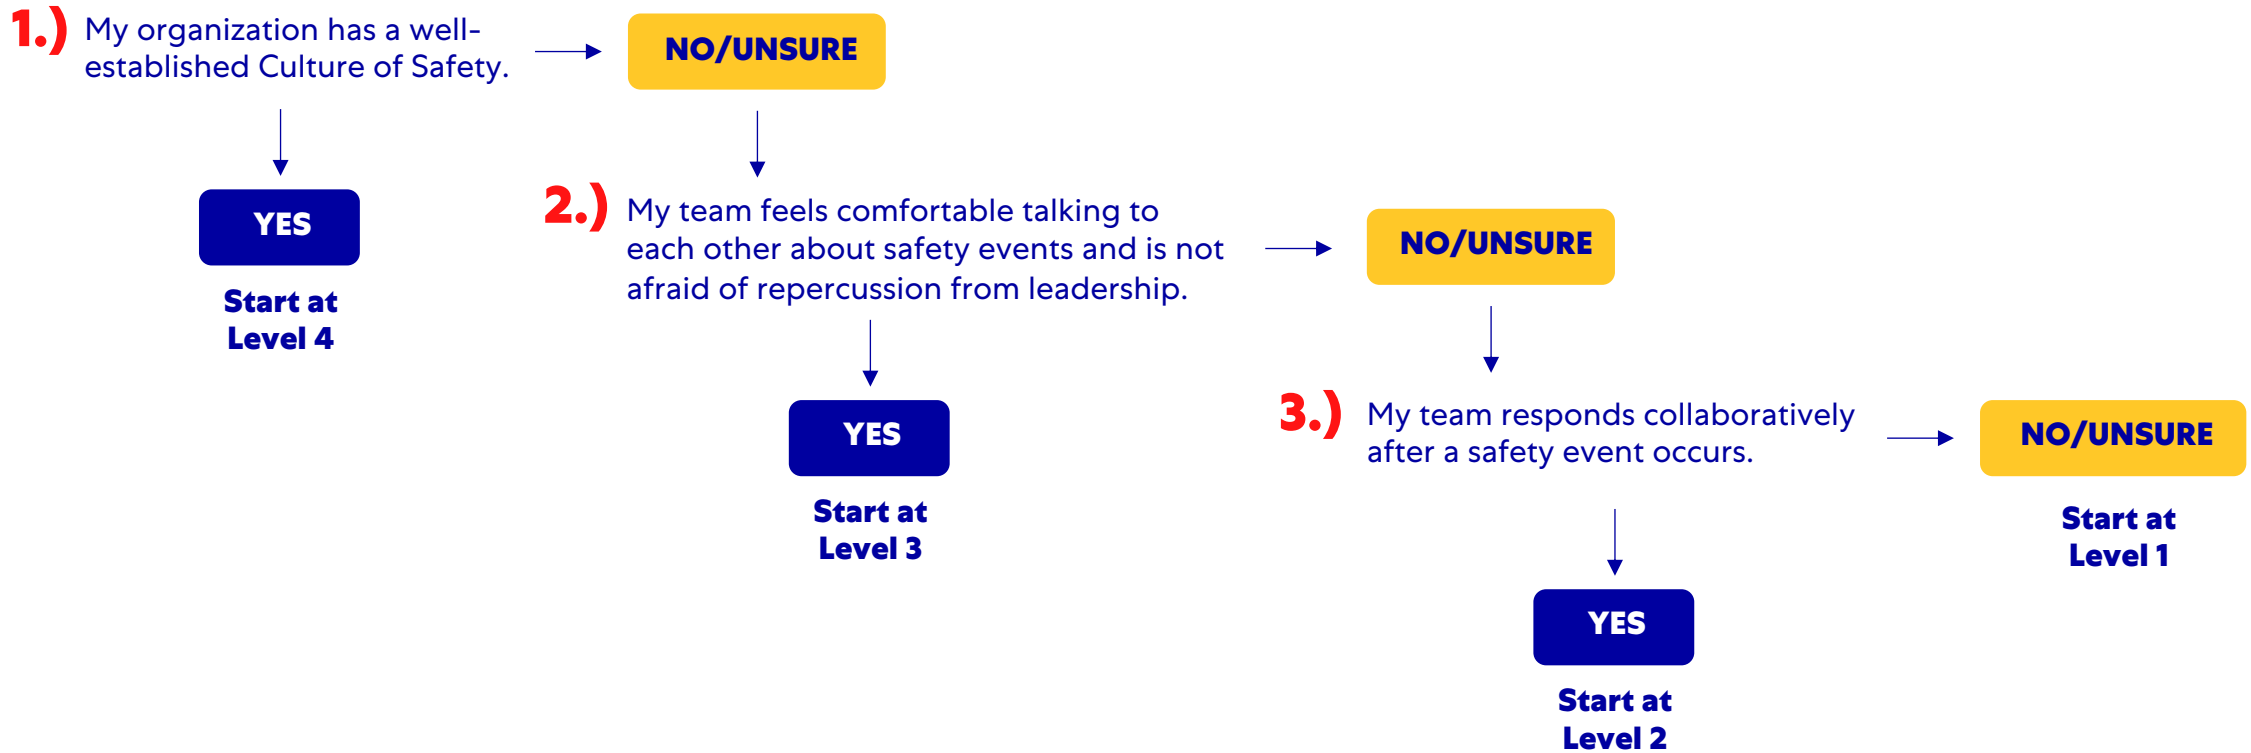 1.)
My organization has a well-
established Culture of Safety.
NO/UNSURE
YES
Start at
Level 4
2.)
My team feels comfortable talking to
each other about safety events and is not
afraid of repercussion from leadership.
NO/UNSURE
YES
Start at
Level 3
3.)
My team responds collaboratively
after a safety event occurs.
NO/UNSURE
Start at
Level 1
YES
Start at
Level 2